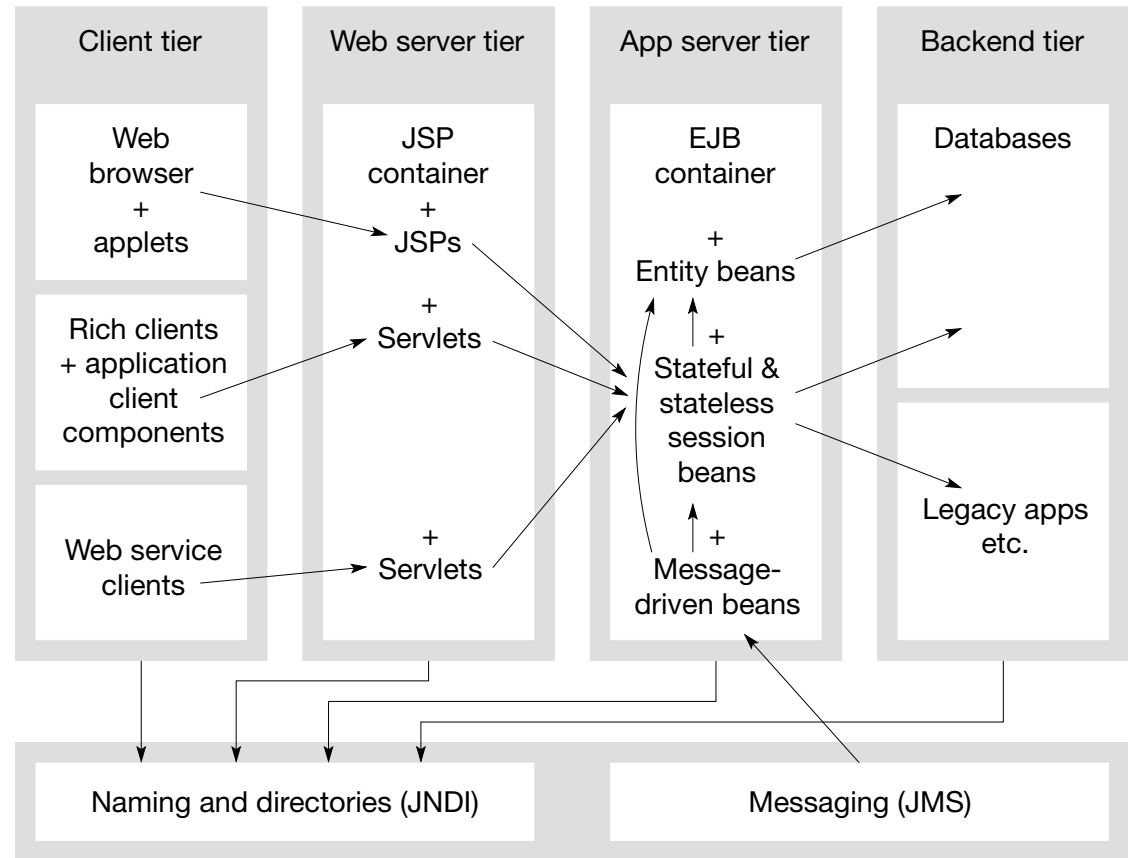 Client tier
Web
browser
+
applets
Rich clients
+ application
client
components
Web service
clients
Web server tier
JSP
container
+
JSPs
+
Servlets
+
Servlets
App server tier
EJB
container
+
Entity beans
+
Stateful &
stateless
session
beans
+
Message-
driven beans
Backend tier
Databases
Legacy apps
etc.
Naming and directories (JNDI)
Messaging (JMS)